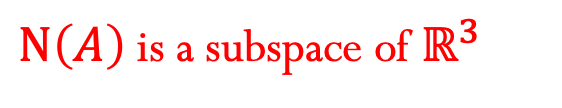 N(A) is a subspace of ℝ³